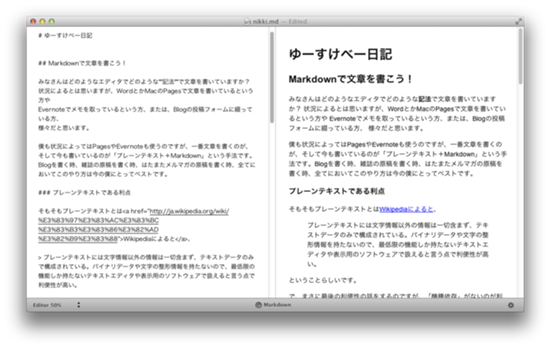 nikki.md — Edited
# ゆーすけべー日記
## Markdownで文章を書こう！
みなさんはどのようなエディタでどのような**記法**で文章を書いていますか？
状況によるとは思いますが、WordとかMacのPagesで文章を書いているという
方や
Evernoteでメモを取っているという方、または、Blogの投稿フォームに綴って
いる方、
様々だと思います。
僕も状況によってはPagesやEvernoteも使うのですが、一番文章を書くのが、
そして今も書いているのが「プレーンテキスト＋Markdown」という手法です。
Blogを書く時、雑誌の原稿を書く時、はたまたメルマガの原稿を書く時、全てに
おいてこのやり方は今の僕にとってベストです。
### プレーンテキストである利点
そもそもプレーンテキストとは<a href="http://ja.wikipedia.org/wiki/
%E3%83%97%E3%83%AC%E3%83%BC
%E3%83%B3%E3%83%86%E3%82%AD
%E3%82%B9%E3%83%88">Wikipediaによると</a>、
> プレーンテキストには文字情報以外の情報は一切含まず、テキストデータのみ
で構成されている。バイナリデータや文字の整形情報を持たないので、最低限の
機能しか持たないテキストエディタや表示用のソフトウェアで扱えると言う点で
利便性が高い。
Editor 50%
ゆーすけべー日記
Markdownで文章を書こう！
みなさんはどのようなエディタでどのような記法で文章を書いています
か？ 状況によるとは思いますが、WordとかMacのPagesで文章を書いてい
るという方や Evernoteでメモを取っているという方、または、Blogの投稿
フォームに綴っている方、 様々だと思います。
僕も状況によってはPagesやEvernoteも使うのですが、一番文章を書くの
が、そして今も書いているのが「プレーンテキスト＋Markdown」という手
法です。Blogを書く時、雑誌の原稿を書く時、はたまたメルマガの原稿を書
く時、全てにおいてこのやり方は今の僕にとってベストです。
プレーンテキストである利点
そもそもプレーンテキストとはWikipediaによると、
プレーンテキストには文字情報以外の情報は一切含まず、テキ
ストデータのみで構成されている。バイナリデータや文字の整
形情報を持たないので、最低限の機能しか持たないテキストエ
ディタや表示用のソフトウェアで扱えると言う点で利便性が高
い。
ということらしいです。
で、まさに最後の利便性の話をするのですが、「機種依存」がないのが利
Markdown